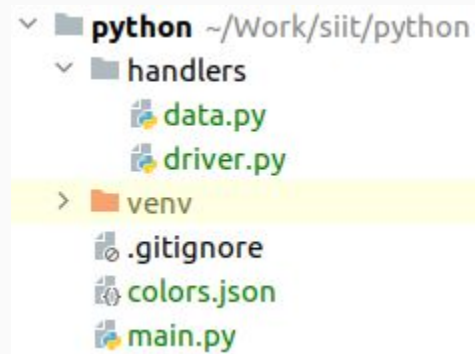 python ~/Work/siit/python
handlers
data.py
driver.py
venv
.gitignore
colors.json
main.py